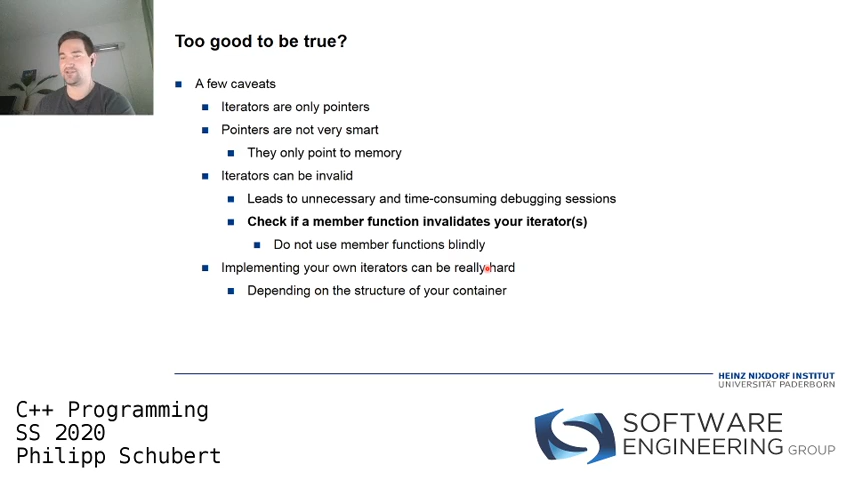 Too good to be true?
A few caveats
Iterators are only pointers
Pointers are not very smart
They only point to memory
Iterators can be invalid
Leads to unnecessary and time-consuming debugging sessions
Check if a member function invalidates your iterator(s)
Do not use member functions blindly
Implementing your own iterators can be really hard
Depending on the structure of your container
HEINZ NIXDORF INSTITUT
UNIVERSITÄT PADERBORN
C++ Programming
SS 2020
Philipp Schubert
SOFTWARE
ENGINEERING GROUP